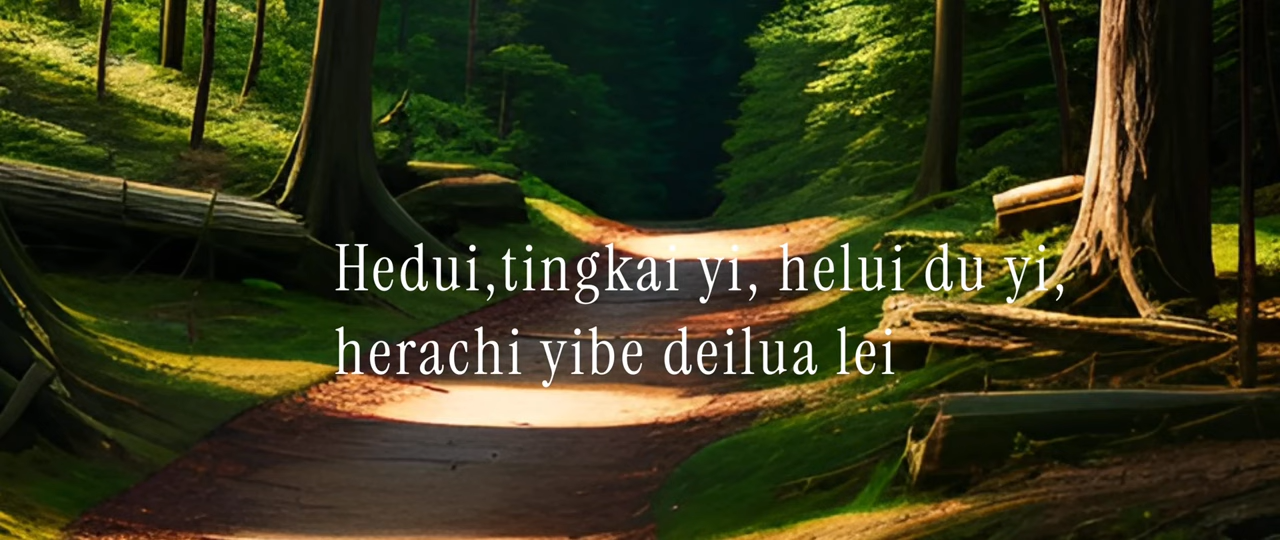 Hedui,tingkai yi, helui du yi,
herachi yibe deilua lei